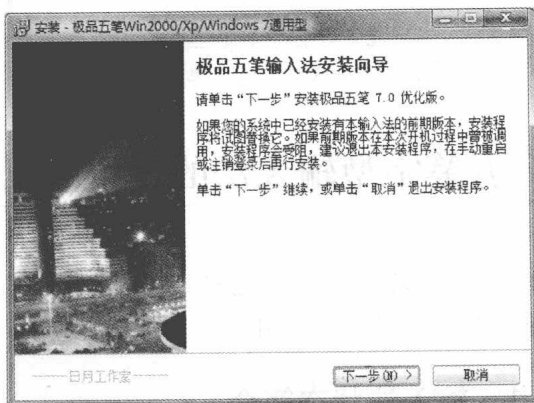 安装 - 极品五笔Win2000/Xp/Windows 7通用型
极品五笔输入法安装向导
请单击“下一步”安装极品五笔 7.0 优化版。
如果你的系统中已经安装有本输入法的前期版本，安装程
序将试图替换它。如果前期版本在本次开机过程中曾被调
用，安装程序会受阻，建议退出本安装程序，在手动重启
或注销登录后再行安装。
单击“下一步”继续，或单击“取消”退出安装程序。
日月工作室
下一步(N) >
取消